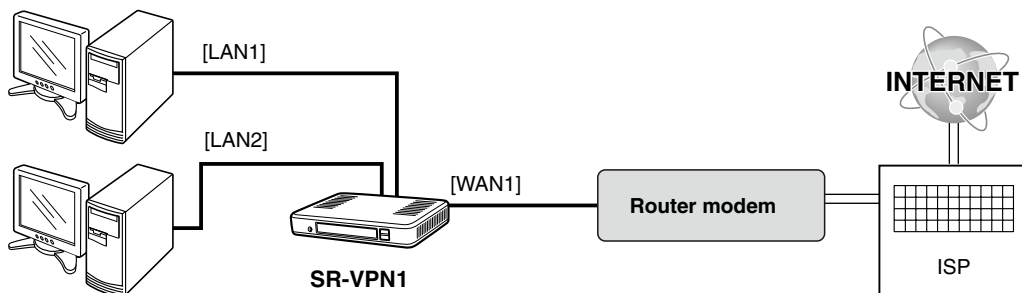 [LAN1]
[LAN2]
[WAN1]
SR-VPN1
Router modem
INTERNET
ISP